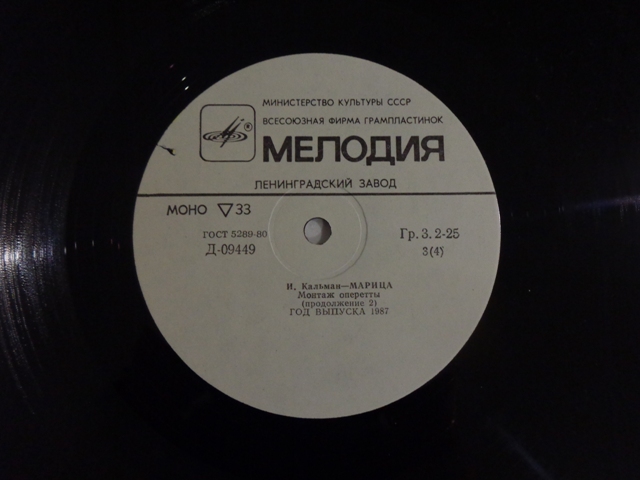 МИНИСТЕРСТВО КУЛЬТУРЫ СССР
ВСЕСОЮЗНАЯ ФИРМА ГРАМПЛАСТИНОК
® МЕЛОДИЯ
ЛЕНИНГРАДСКИЙ ЗАВОД
МОНО ▽ 33
ГОСТ 5289-80
Д-09449
Гр. 3. 2-25
3(4)
И. Кальман—МАРИЦА
Монтаж оперетты
(продолжение 2)
ГОД ВЫПУСКА 1987